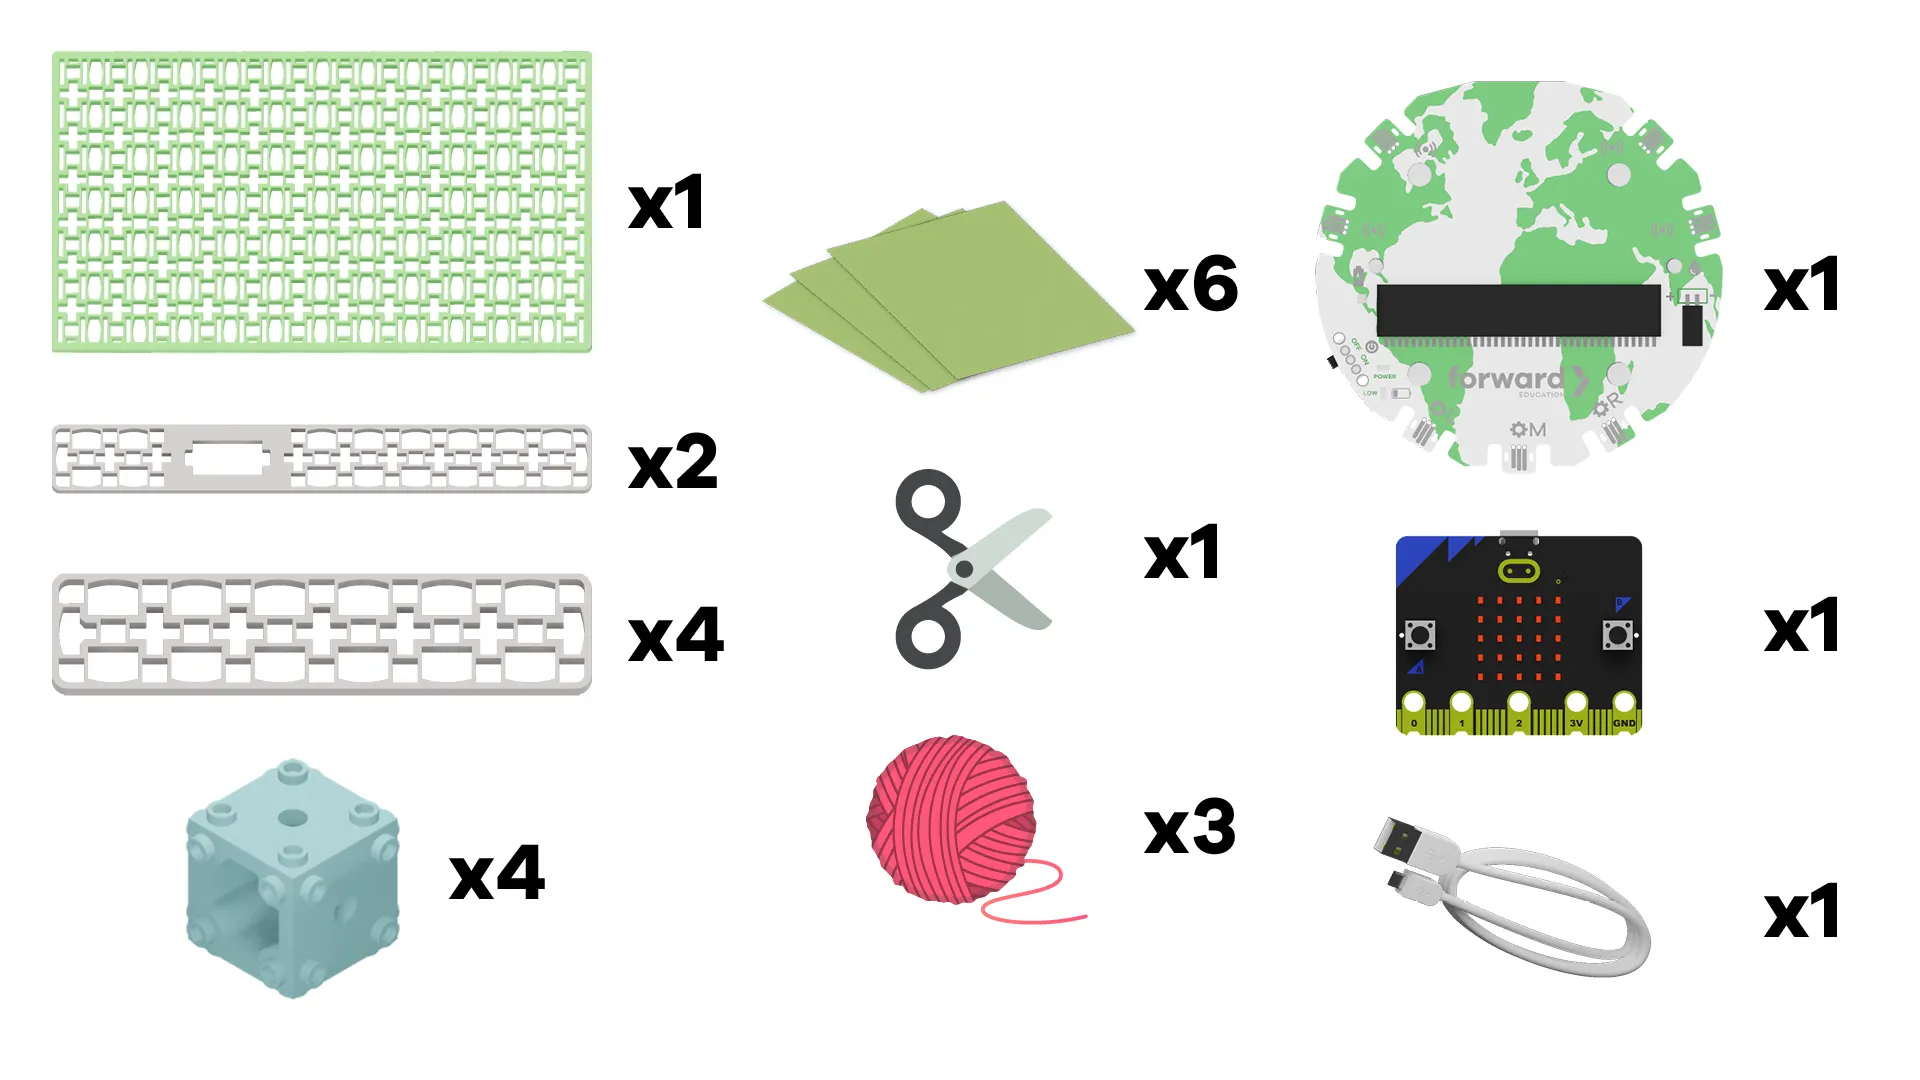 x1
x2
x4
x4
x6
x1
x3
x1
OFF
ON
POWER
LOW
+ -
forward
EDUCATION
M
R
x1
B
A
0 1 2 3V GND
x1